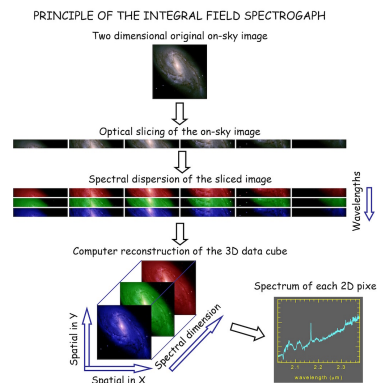 PRINCIPLE OF THE INTEGRAL FIELD SPECTROGAPH
Two dimensional original on-sky image
Optical slicing of the on-sky image
Spectral dispersion of the sliced image
Wavelengths
Computer reconstruction of the 3D data cube
Spatial in Y
Spatial in X
Spectral dimension
Spectrum of each 2D pixe
2.1 2.2 2.3
wavelength (um)